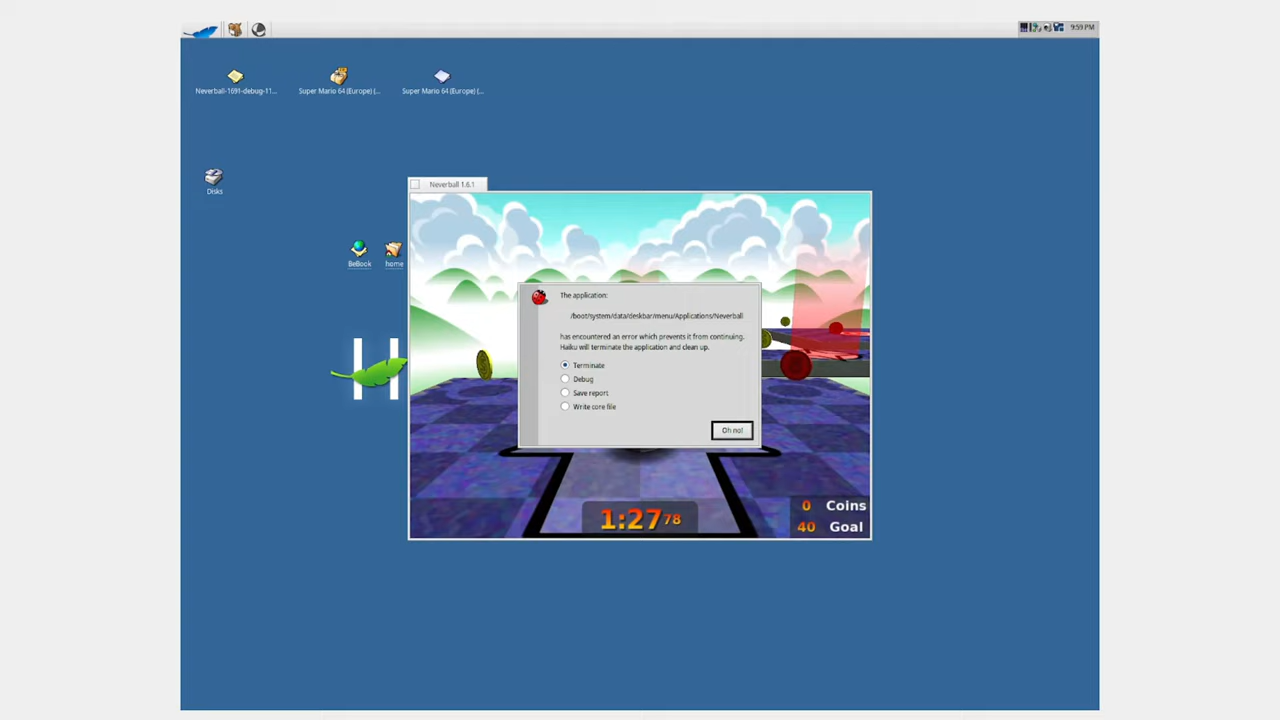 9:59 PM
Neverball-1691-debug-11...
Super Mario 64 (Europe) (...
Super Mario 64 (Europe) (...
Disks
Neverball 1.6.1
BeBook
home
The application:
/boot/system/data/deskbar/menu/Applications/Neverball
has encountered an error which prevents it from continuing.
Haiku will terminate the application and clean up.
Terminate
Debug
Save report
Write core file
Oh no!
H
0 Coins
1:27 78
40 Goal